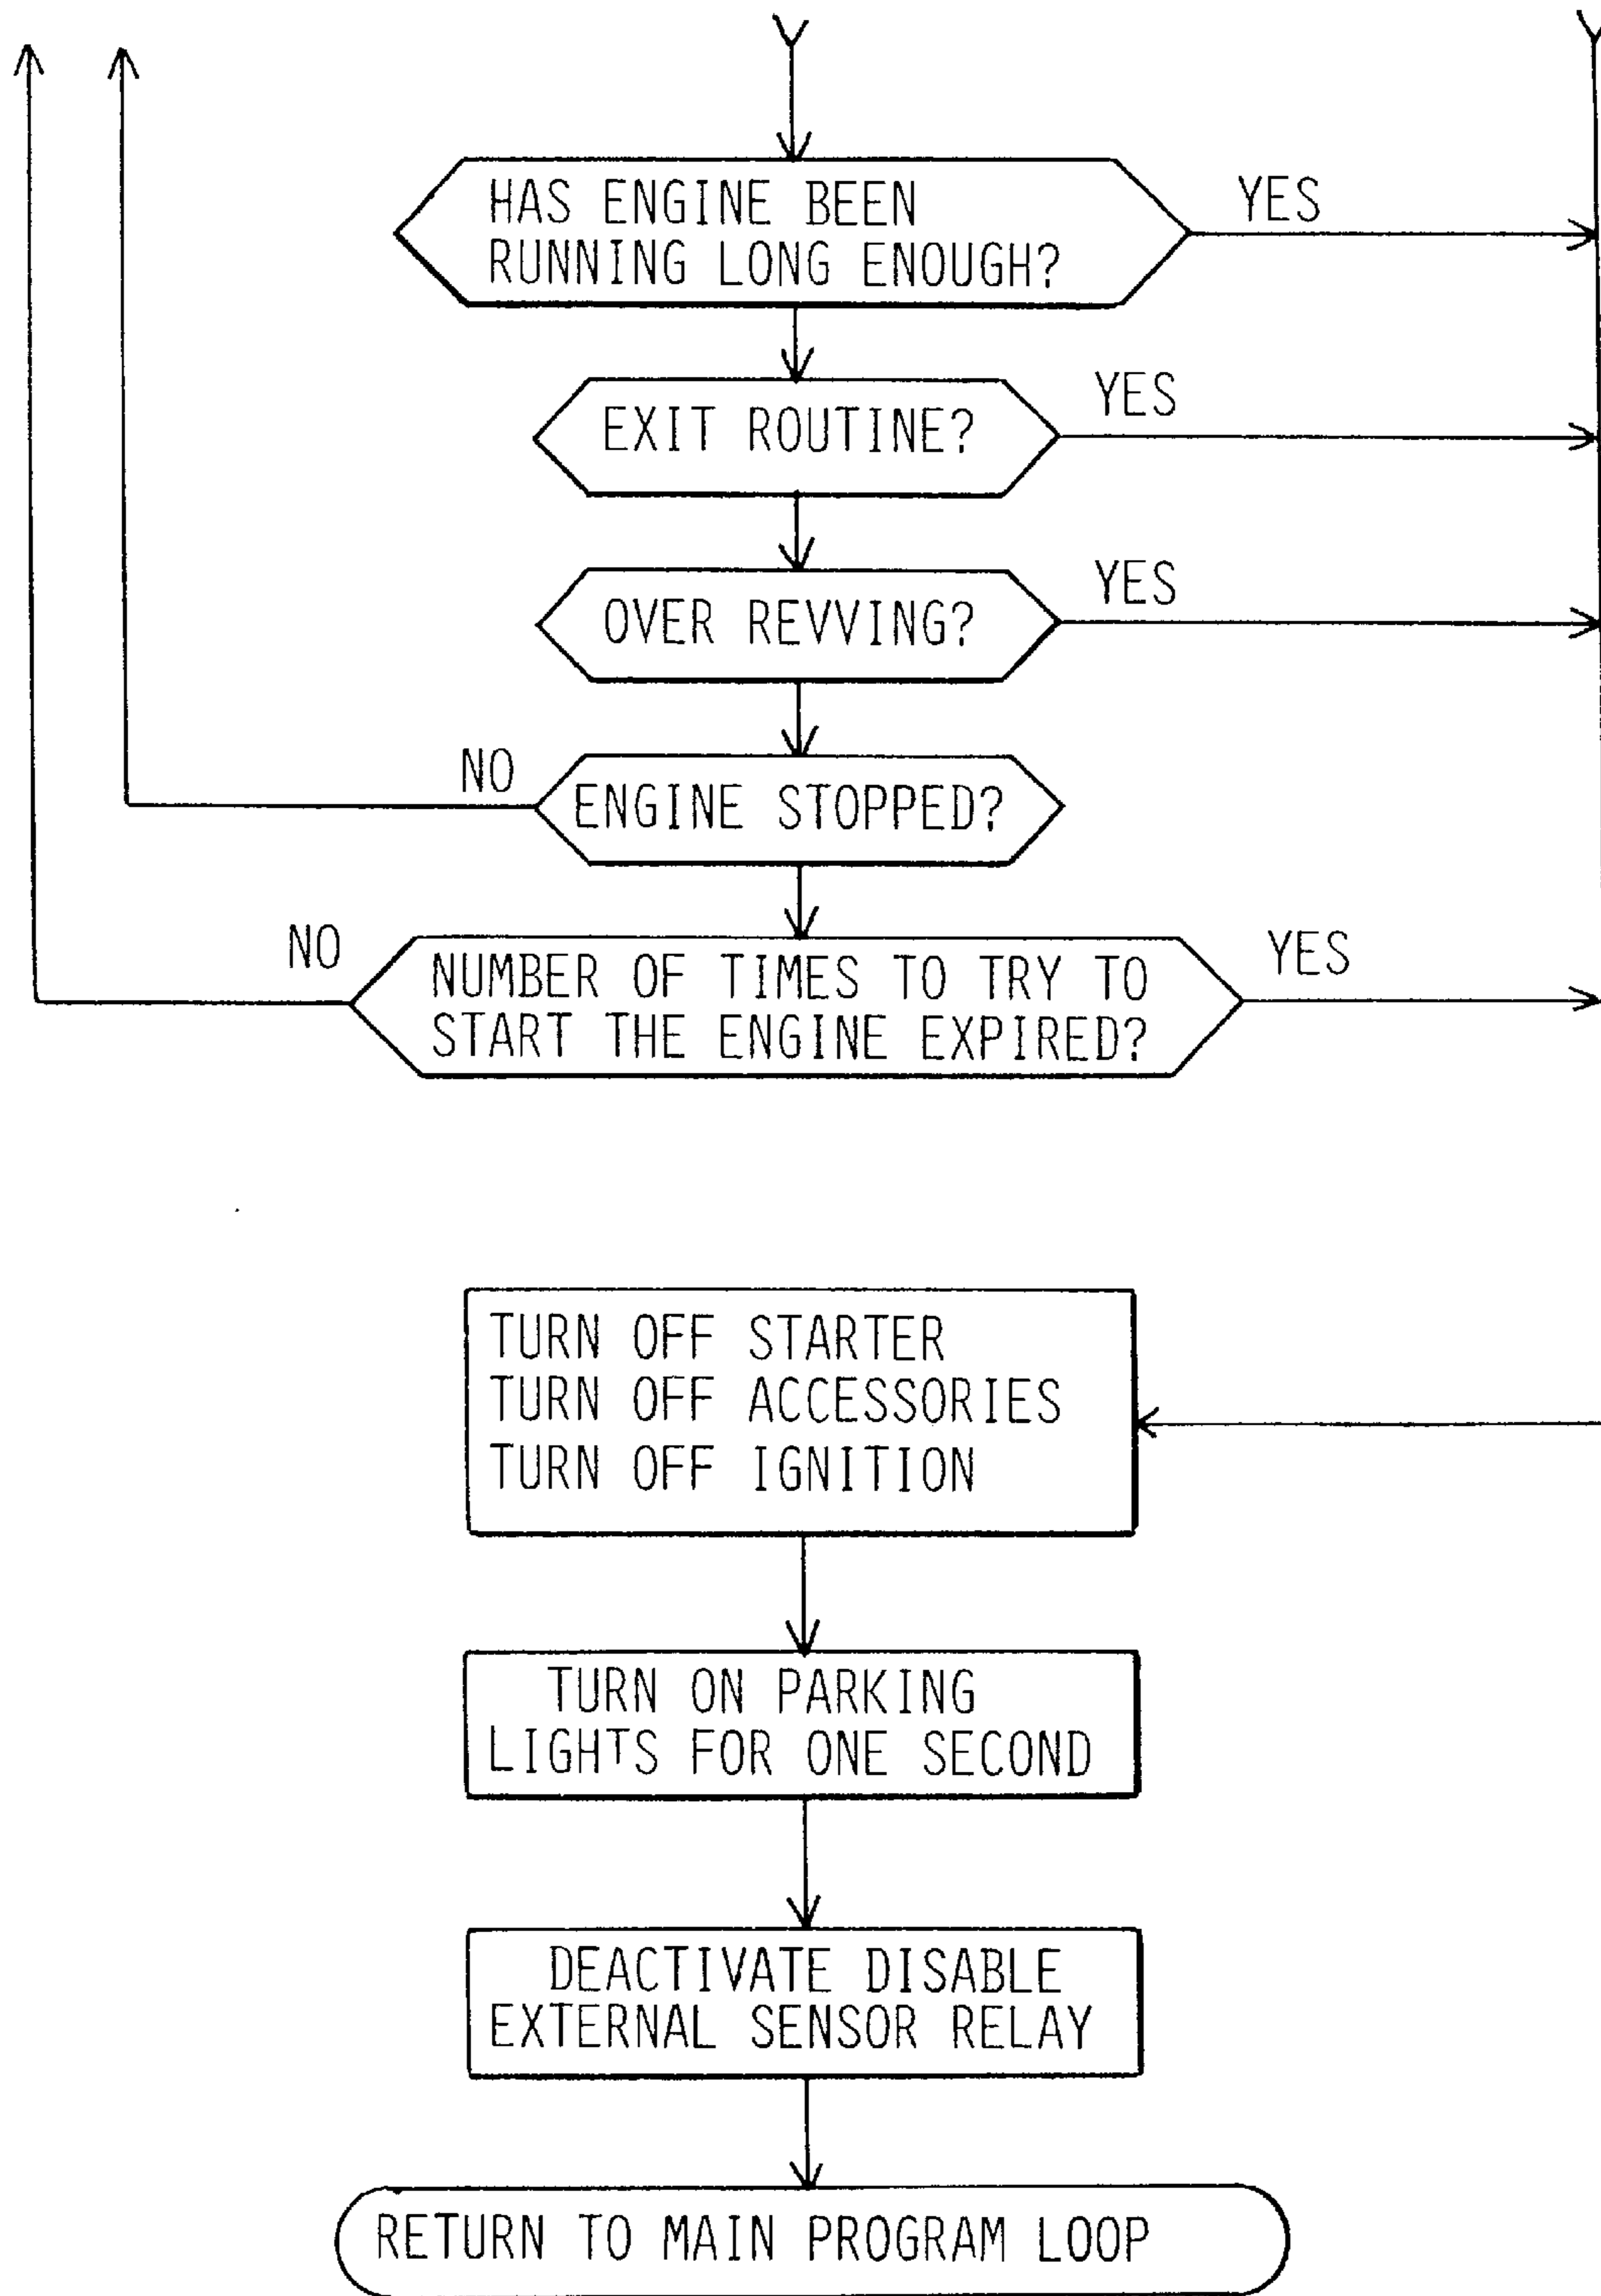 HAS ENGINE BEEN
RUNNING LONG ENOUGH?
YES
EXIT ROUTINE?
YES
OVER REVVING?
YES
NO
ENGINE STOPPED?
NO
NUMBER OF TIMES TO TRY TO
START THE ENGINE EXPIRED?
YES
TURN OFF STARTER
TURN OFF ACCESSORIES
TURN OFF IGNITION
TURN ON PARKING
LIGHTS FOR ONE SECOND
DEACTIVATE DISABLE
EXTERNAL SENSOR RELAY
RETURN TO MAIN PROGRAM LOOP